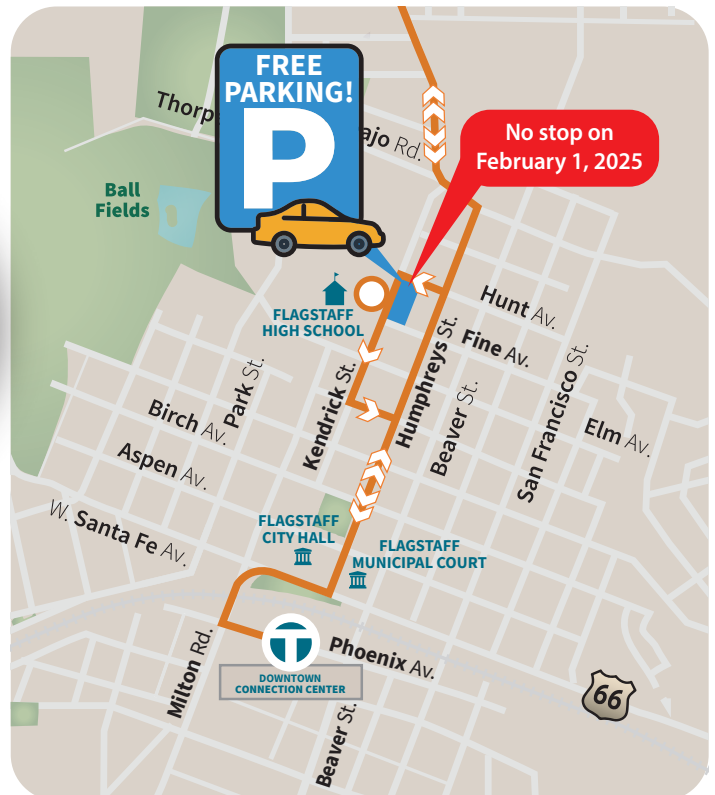 FREE
PARKING!
P
Thorp
ajo Rd.
No stop on
February 1, 2025
Ball
Fields
FLAGSTAFF
HIGH SCHOOL
Hunt Av.
Fine Av.
Humphreys St.
Kendrick St.
Park St.
Beaver St.
San Francisco St.
Elm Av.
Birch Av.
Aspen Av.
W. Santa Fe Av.
FLAGSTAFF
CITY HALL
FLAGSTAFF
MUNICIPAL COURT
Milton Rd.
T
DOWNTOWN
CONNECTION CENTER
Phoenix Av.
Beaver St.
66